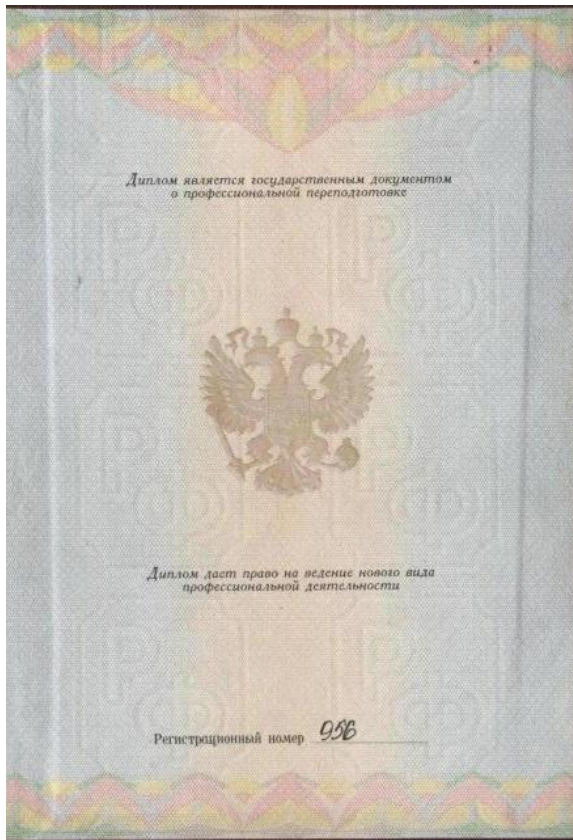 Диплом является государственным документом
о профессиональной переподготовке
Диплом дает право на ведение нового вида
профессиональной деятельности
Регистрационный номер 956